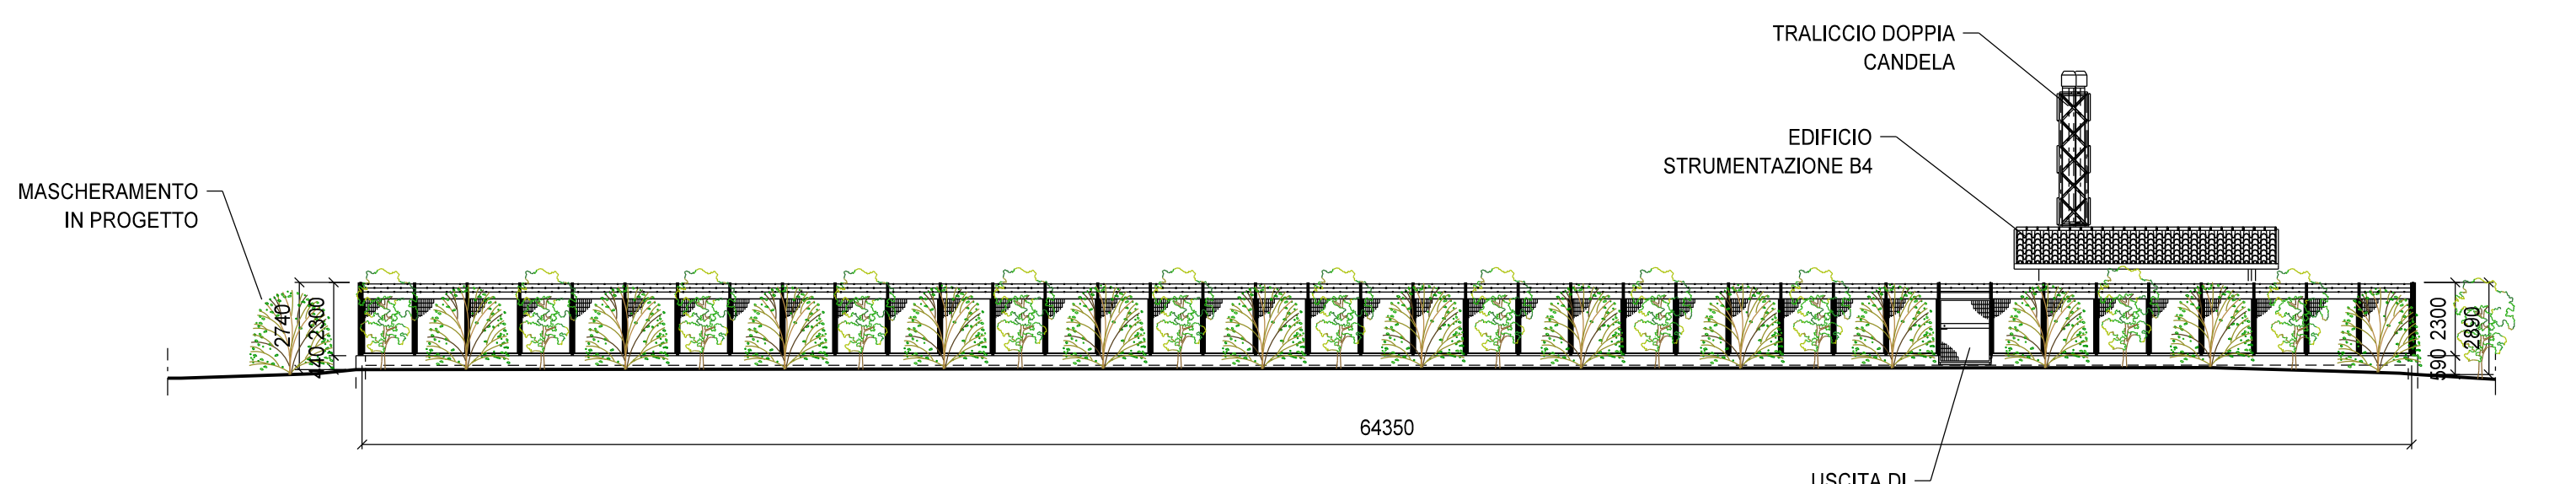 TRALICCIO DOPPIA
CANDELA
EDIFICIO
STRUMENTAZIONE B4
MASCHERAMENTO
IN PROGETTO
2740
440 2300
590 2300
2890
64350
USCITA DI